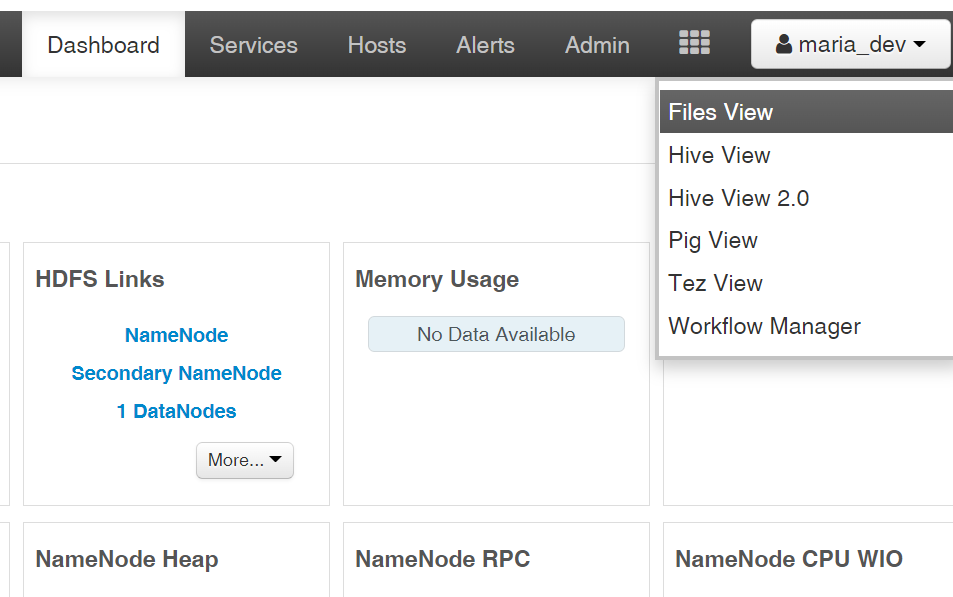 Dashboard Services Hosts Alerts Admin maria_dev
Files View
Hive View
Hive View 2.0
Pig View
Tez View
Workflow Manager
HDFS Links
NameNode
Secondary NameNode
1 DataNodes
More...
Memory Usage
No Data Available
NameNode Heap
NameNode RPC
NameNode CPU WIO